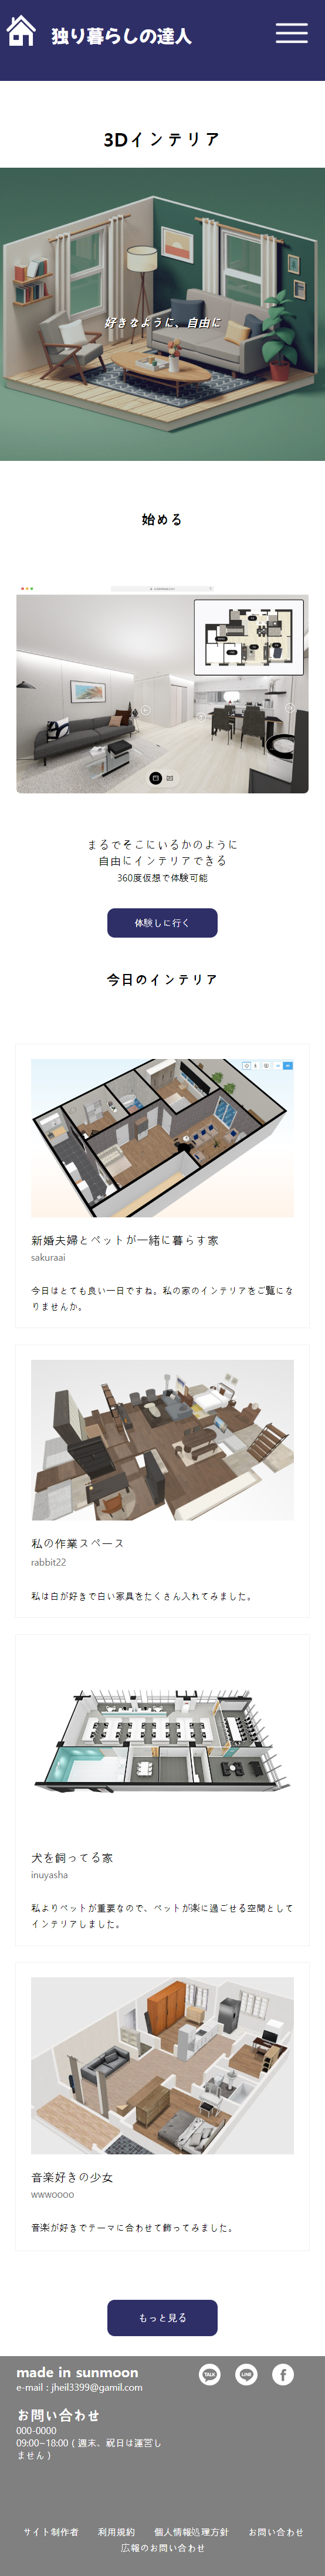 独り暮らしの達人
3Dインテリア
好きなように、自由に
始める
まるでそこにいるかのように
自由にインテリアできる
360度仮想で体験可能
体験しに行く
今日のインテリア
新婚夫婦とペットが一緒に暮らす家
sakuraai
今日はとても良い一日ですね。私の家のインテリアをご覧にな
りませんか。
私の作業スペース
rabbit22
私は白が好きで白い家具をたくさん入れてみました。
犬を飼ってる家
inuyasha
私よりペットが重要なので、ペットが楽に過ごせる空間として
インテリアしました。
音楽好きの少女
wwwoooo
音楽が好きでテーマに合わせて飾ってみました。
もっと見る
made in sunmoon
e-mail : jheil3399@gamil.com
TALK
LINE
お問い合わせ
000-0000
09:00~18:00 ( 週末、祝日は運営し
ません )
サイト制作者 利用規約 個人情報処理方針 お問い合わせ
広報のお問い合わせ